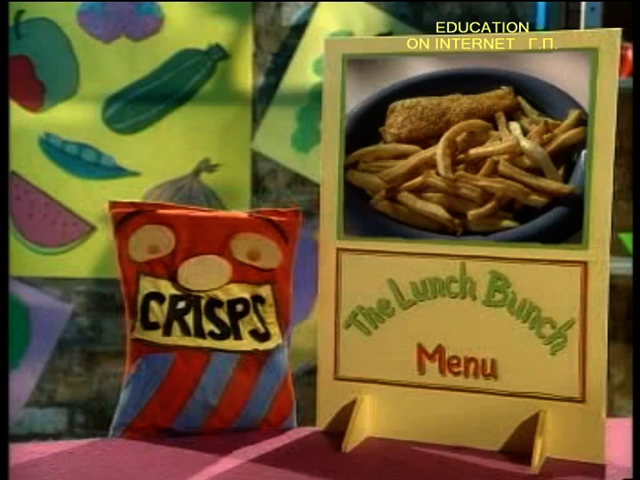 EDUCATION
ON INTERNET Г.П.
CRISPS
The Lunch Bunch
Menu